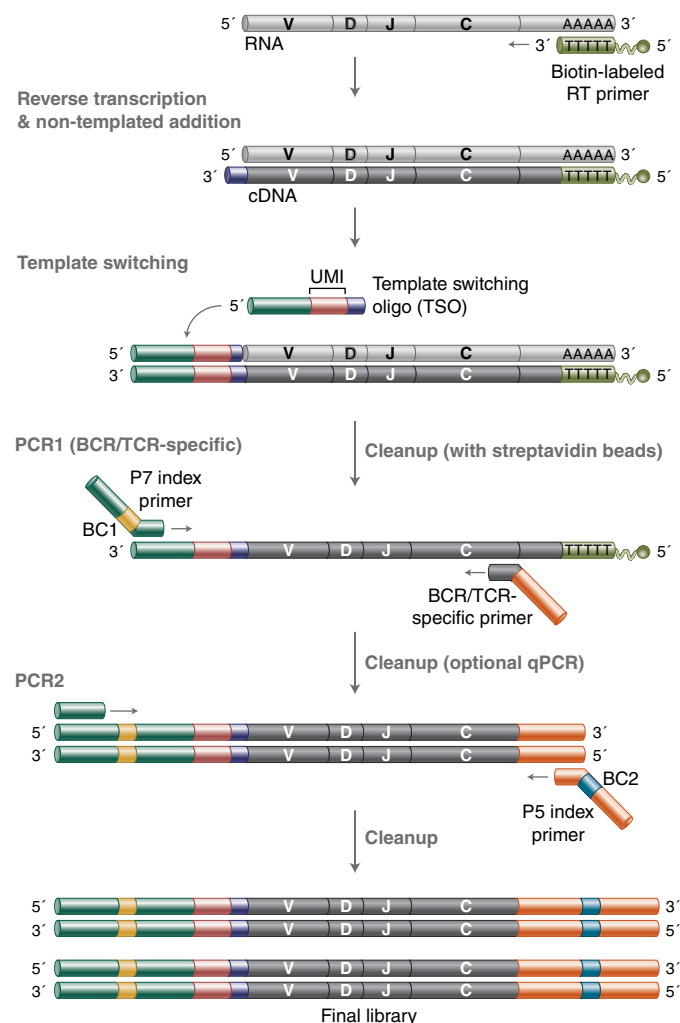 5´ V D J C AAAAA 3´
RNA
3´ TTTTT 5´
Biotin-labeled
RT primer
Reverse transcription
& non-templated addition
5´ V D J C AAAAA 3´
3´ V D J C TTTTT 5´
cDNA
Template switching
UMI
5´
Template switching
oligo (TSO)
5´ V D J C AAAAA 3´
3´ V D J C TTTTT 5´
PCR1 (BCR/TCR-specific)
Cleanup (with streptavidin beads)
P7 index
primer
BC1
3´ V D J C TTTTT 5´
BCR/TCR-
specific primer
Cleanup (optional qPCR)
PCR2
5´ V D J C 3´
3´ V D J C 5´
BC2
P5 index
primer
Cleanup
5´ V D J C 3´
3´ V D J C 5´
5´ V D J C 3´
3´ V D J C 5´
Final library